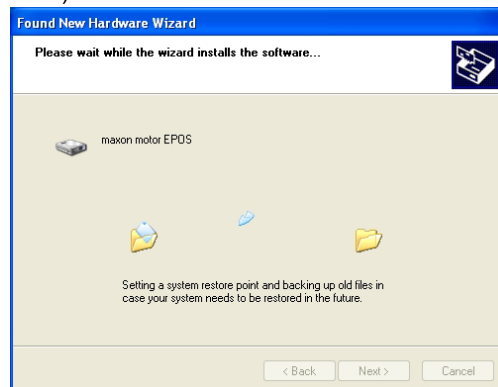 Found New Hardware Wizard
Please wait while the wizard installs the software...
maxon motor EPOS
Setting a system restore point and backing up old files in
case your system needs to be restored in the future.
< Back Next > Cancel